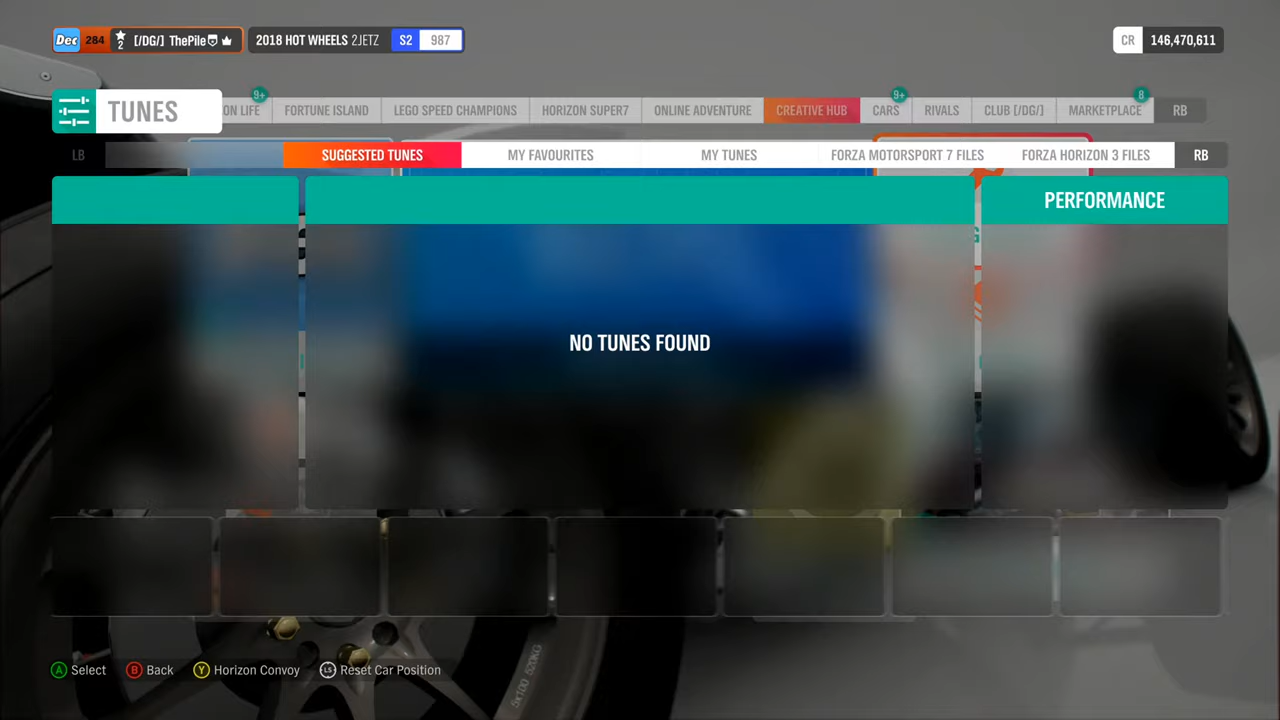 Dec 284 2 [/DG/] ThePile 2018 HOT WHEELS 2JETZ S2 987 CR 146,470,611
TUNES ON LIFE 9+ FORTUNE ISLAND LEGO SPEED CHAMPIONS HORIZON SUPER7 ONLINE ADVENTURE CREATIVE HUB CARS 9+ RIVALS CLUB [/DG/] MARKETPLACE 8 RB
LB SUGGESTED TUNES MY FAVOURITES MY TUNES FORZA MOTORSPORT 7 FILES FORZA HORIZON 3 FILES RB
PERFORMANCE
NO TUNES FOUND
A Select B Back Y Horizon Convoy LS Reset Car Position
5x100 520KG